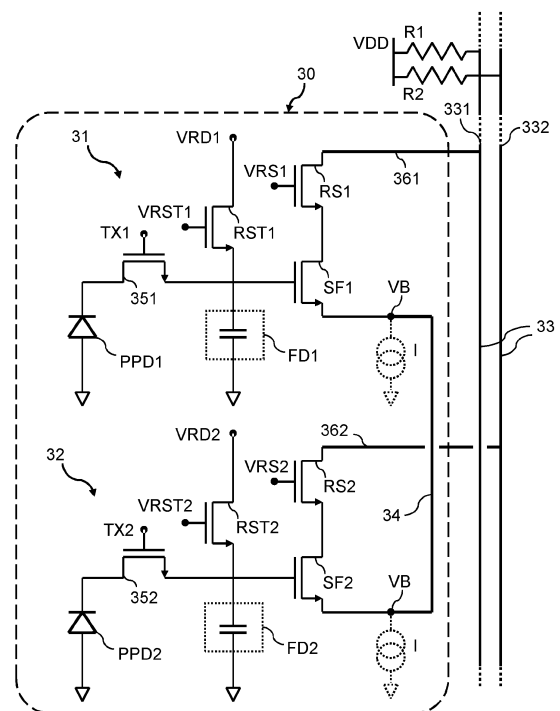 R1
VDD
R2
30
331
332
VRD1
31
VRS1
RS1
361
VRST1
RST1
TX1
SF1
VB
351
33
I
PPD1
FD1
VRD2
362
32
VRS2
RS2
VRST2
34
RST2
TX2
SF2
VB
352
I
PPD2
FD2